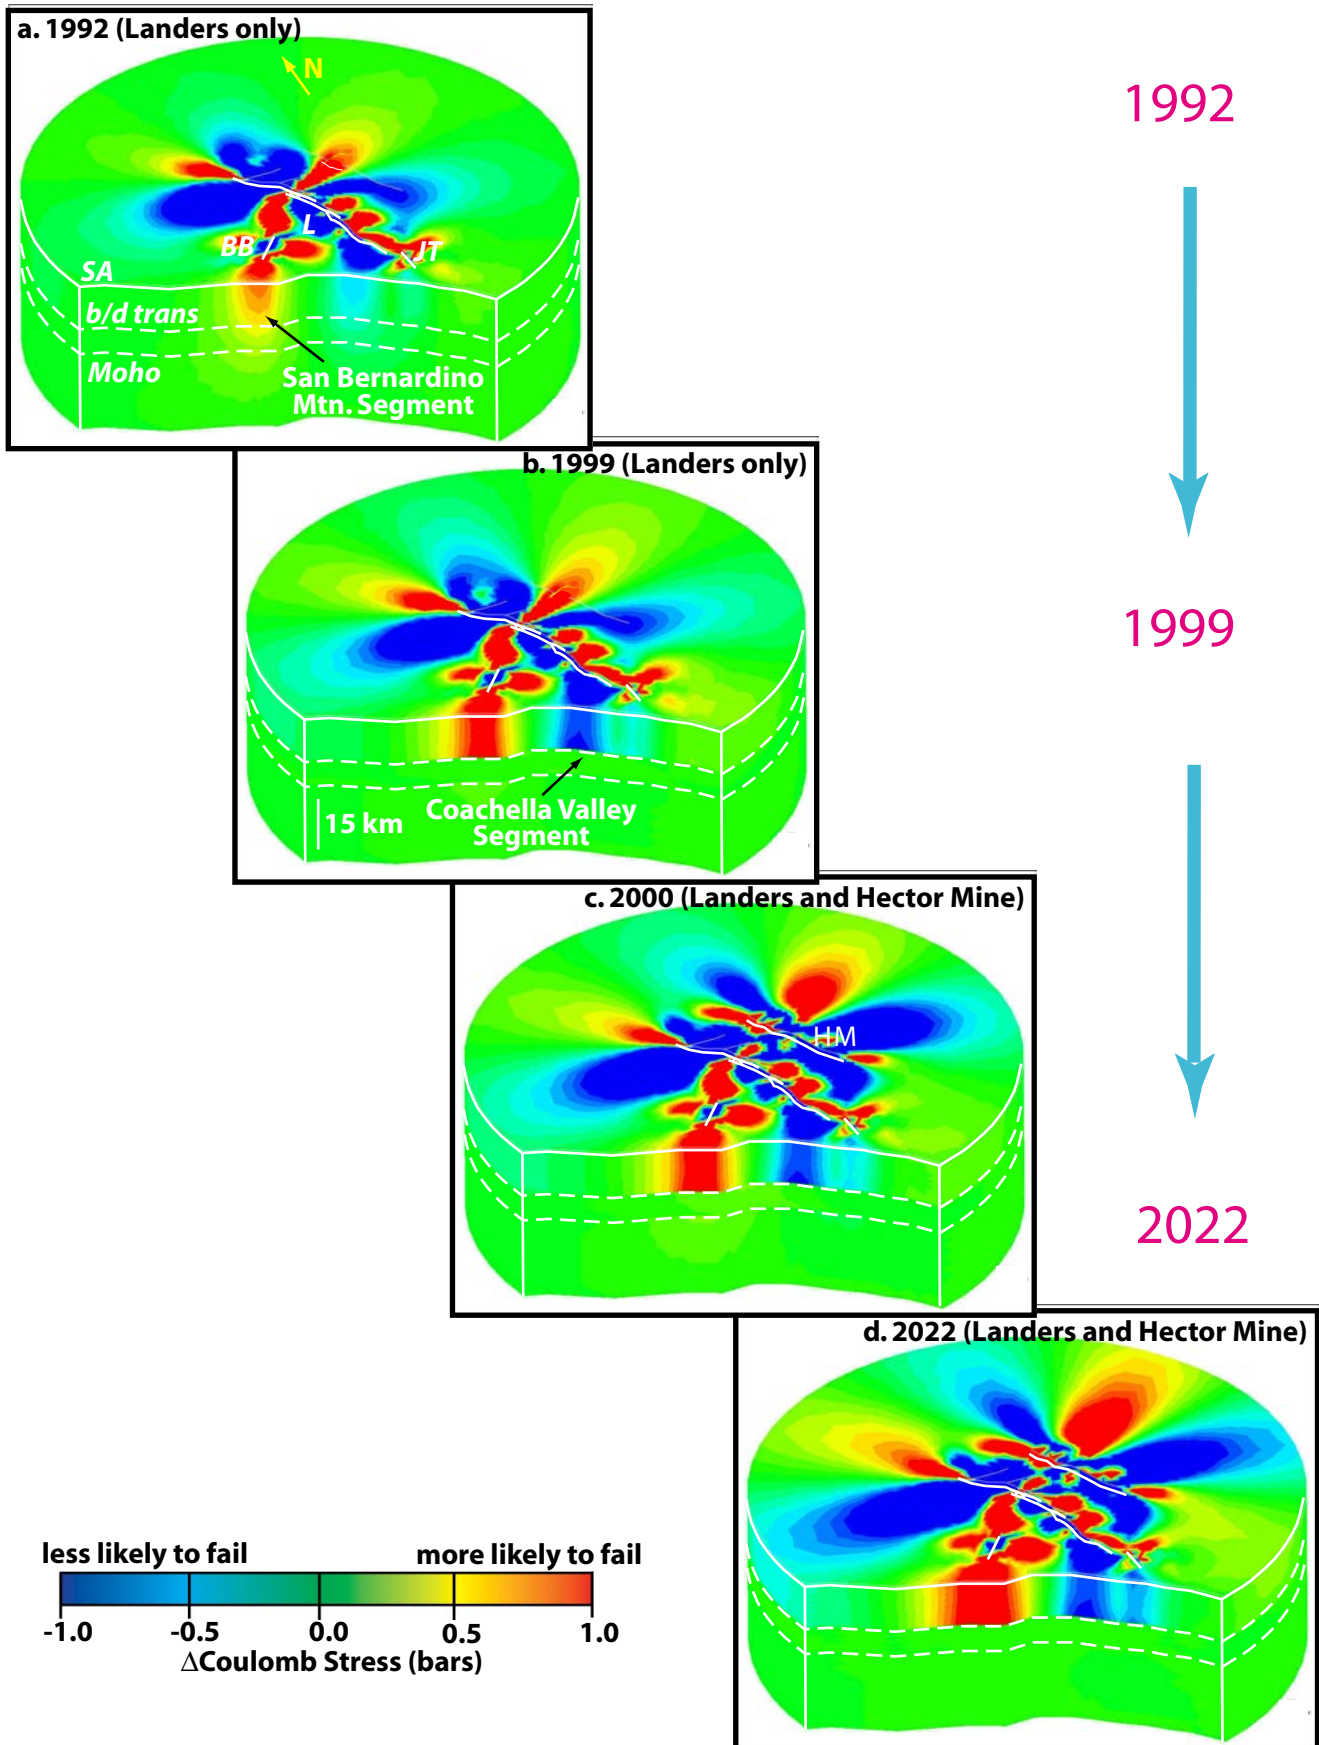 a. 1992 (Landers only)
N
L
BB
JT
SA
b/d trans
Moho
San Bernardino
Mtn. Segment
1992
b. 1999 (Landers only)
15 km
Coachella Valley
Segment
1999
c. 2000 (Landers and Hector Mine)
HM
2022
d. 2022 (Landers and Hector Mine)
less likely to fail more likely to fail
-1.0 -0.5 0.0 0.5 1.0
ΔCoulomb Stress (bars)